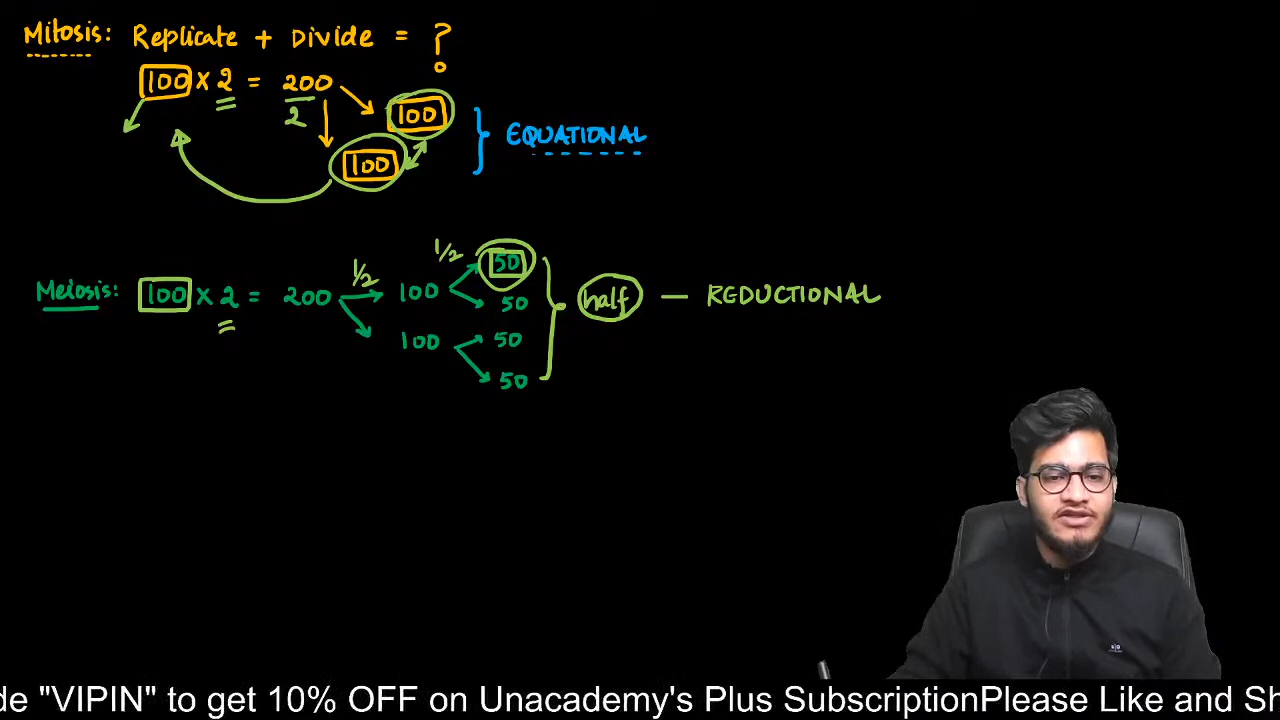 Mitosis: Replicate + Divide = ?
100 x 2 = 200
2
100
100
EQUATIONAL
Meiosis: 100 x 2 = 200
1/2
100
100
1/2
50
50
50
50
half — REDUCTIONAL
de "VIPIN" to get 10% OFF on Unacademy's Plus SubscriptionPlease Like and Sh